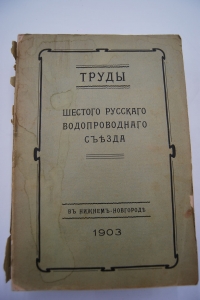 ТРУДЫ
ШЕСТОГО РУССКАГО
ВОДОПРОВОДНАГО
СЪѢЗДА
ВЪ НИЖНЕМЪ-НОВГОРОДѢ
1903